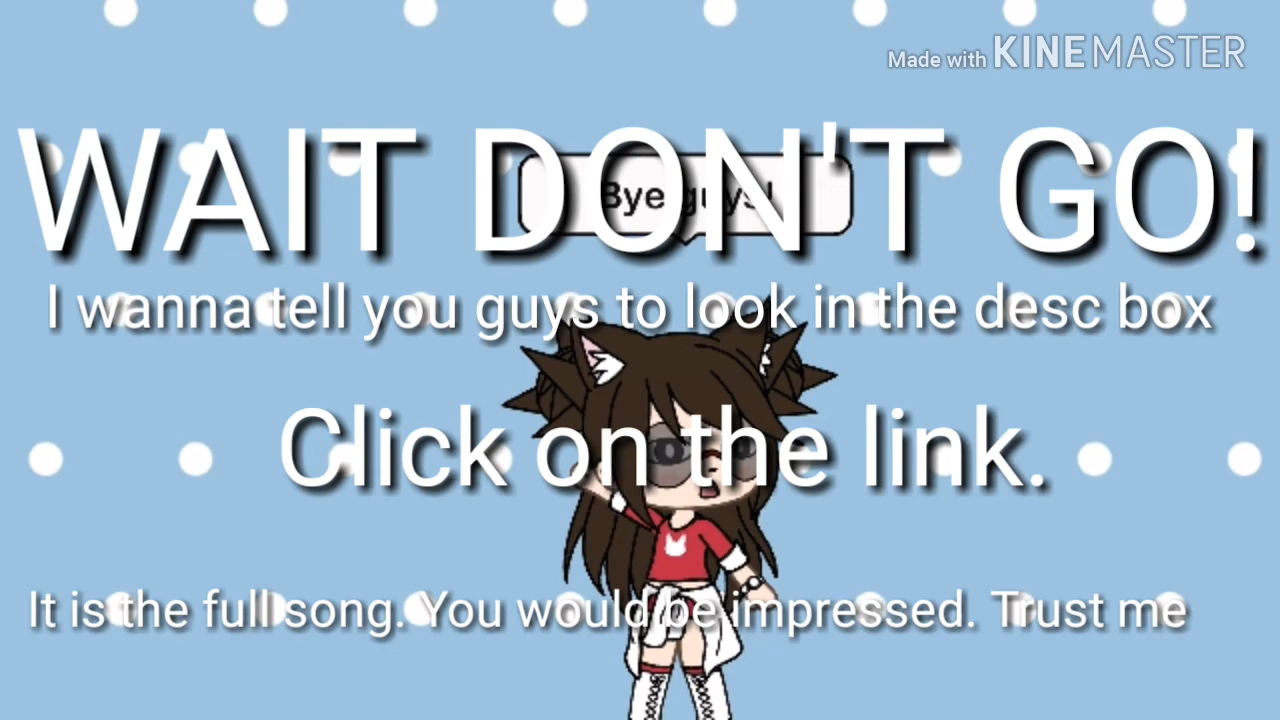 Made with KINEMASTER
WAIT DON'T GO!
Bye guys!
I wanna tell you guys to look in the desc box
Click on the link.
It is the full song. You would be impressed. Trust me